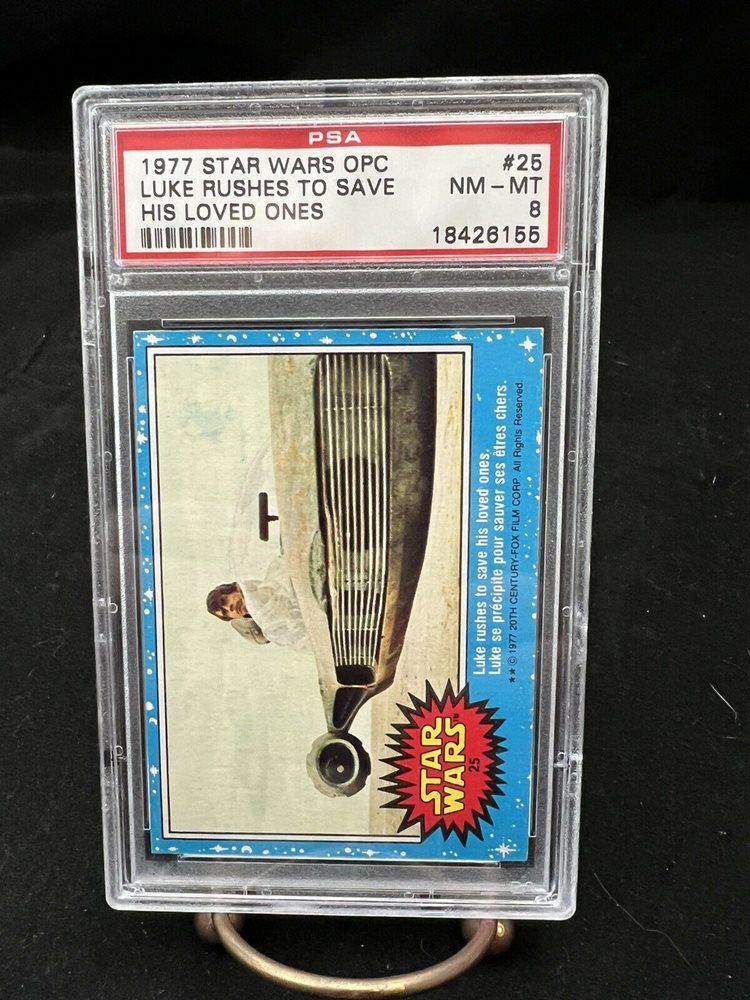 PSA
1977 STAR WARS OPC #25
LUKE RUSHES TO SAVE NM - MT
HIS LOVED ONES 8
18426155
Luke rushes to save his loved ones.
Luke se précipite pour sauver ses êtres chers.
★★ © 1977 20TH CENTURY-FOX FILM CORP. All Rights Reserved.
STAR
WARS™
25